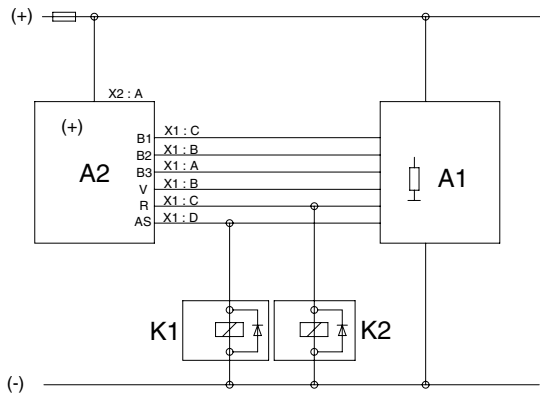 (+)
X2 : A
(+)
A2
B1 X1 : C
B2 X1 : B
B3 X1 : A
V X1 : B
R X1 : C
AS X1 : D
A1
K1
K2
(-)